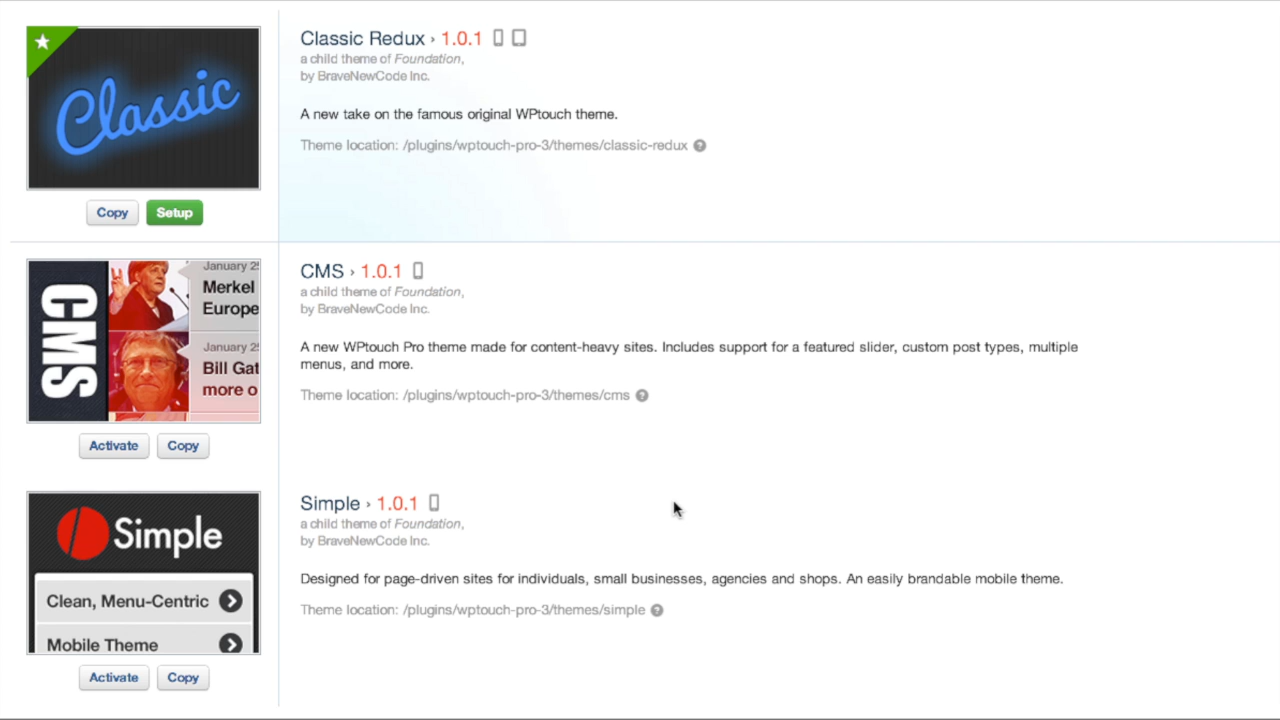 Classic
Classic Redux › 1.0.1
a child theme of Foundation,
by BraveNewCode Inc.
A new take on the famous original WPtouch theme.
Theme location: /plugins/wptouch-pro-3/themes/classic-redux ?
Copy
Setup
CMS
January 2
Merkel
Europe
January 2
Bill Gat
more o
CMS › 1.0.1
a child theme of Foundation,
by BraveNewCode Inc.
A new WPtouch Pro theme made for content-heavy sites. Includes support for a featured slider, custom post types, multiple
menus, and more.
Theme location: /plugins/wptouch-pro-3/themes/cms ?
Activate
Copy
Simple
Clean, Menu-Centric
Mobile Theme
Simple › 1.0.1
a child theme of Foundation,
by BraveNewCode Inc.
Designed for page-driven sites for individuals, small businesses, agencies and shops. An easily brandable mobile theme.
Theme location: /plugins/wptouch-pro-3/themes/simple ?
Activate
Copy